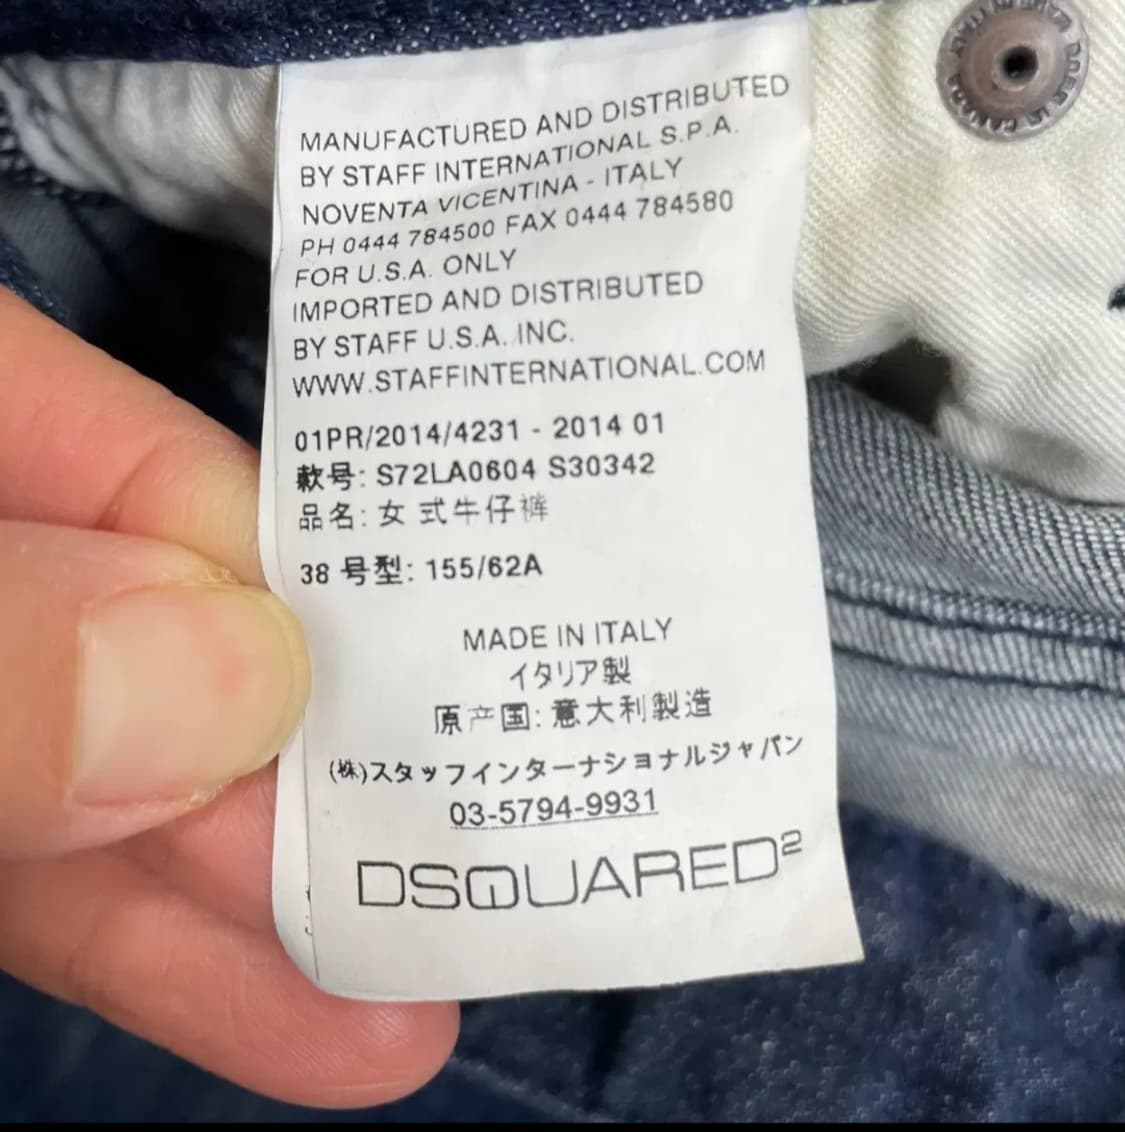 MANUFACTURED AND DISTRIBUTED
BY STAFF INTERNATIONAL S.P.A.
NOVENTA VICENTINA - ITALY
PH 0444 784500 FAX 0444 784580
FOR U.S.A. ONLY
IMPORTED AND DISTRIBUTED
BY STAFF U.S.A. INC.
WWW.STAFFINTERNATIONAL.COM
01PR/2014/4231 - 2014 01
款号: S72LA0604 S30342
品名: 女 式牛仔裤
38 号型: 155/62A
MADE IN ITALY
イタリア製
原产国: 意大利製造
(株)スタッフインターナショナルジャパン
03-5794-9931
DSQUARED2